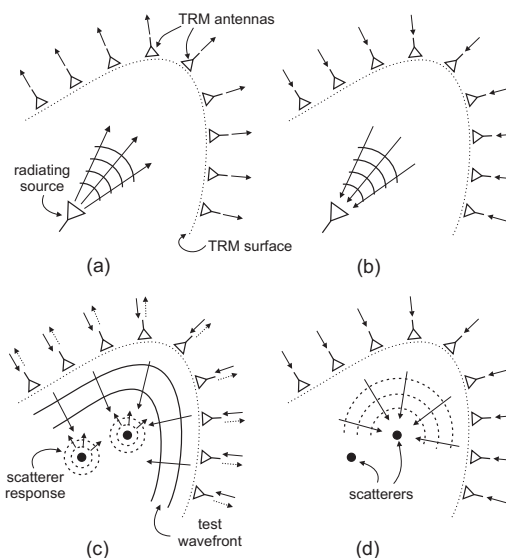 TRM antennas
radiating
source
TRM surface
(a)
(b)
scatterer
response
test
wavefront
scatterers
(c)
(d)